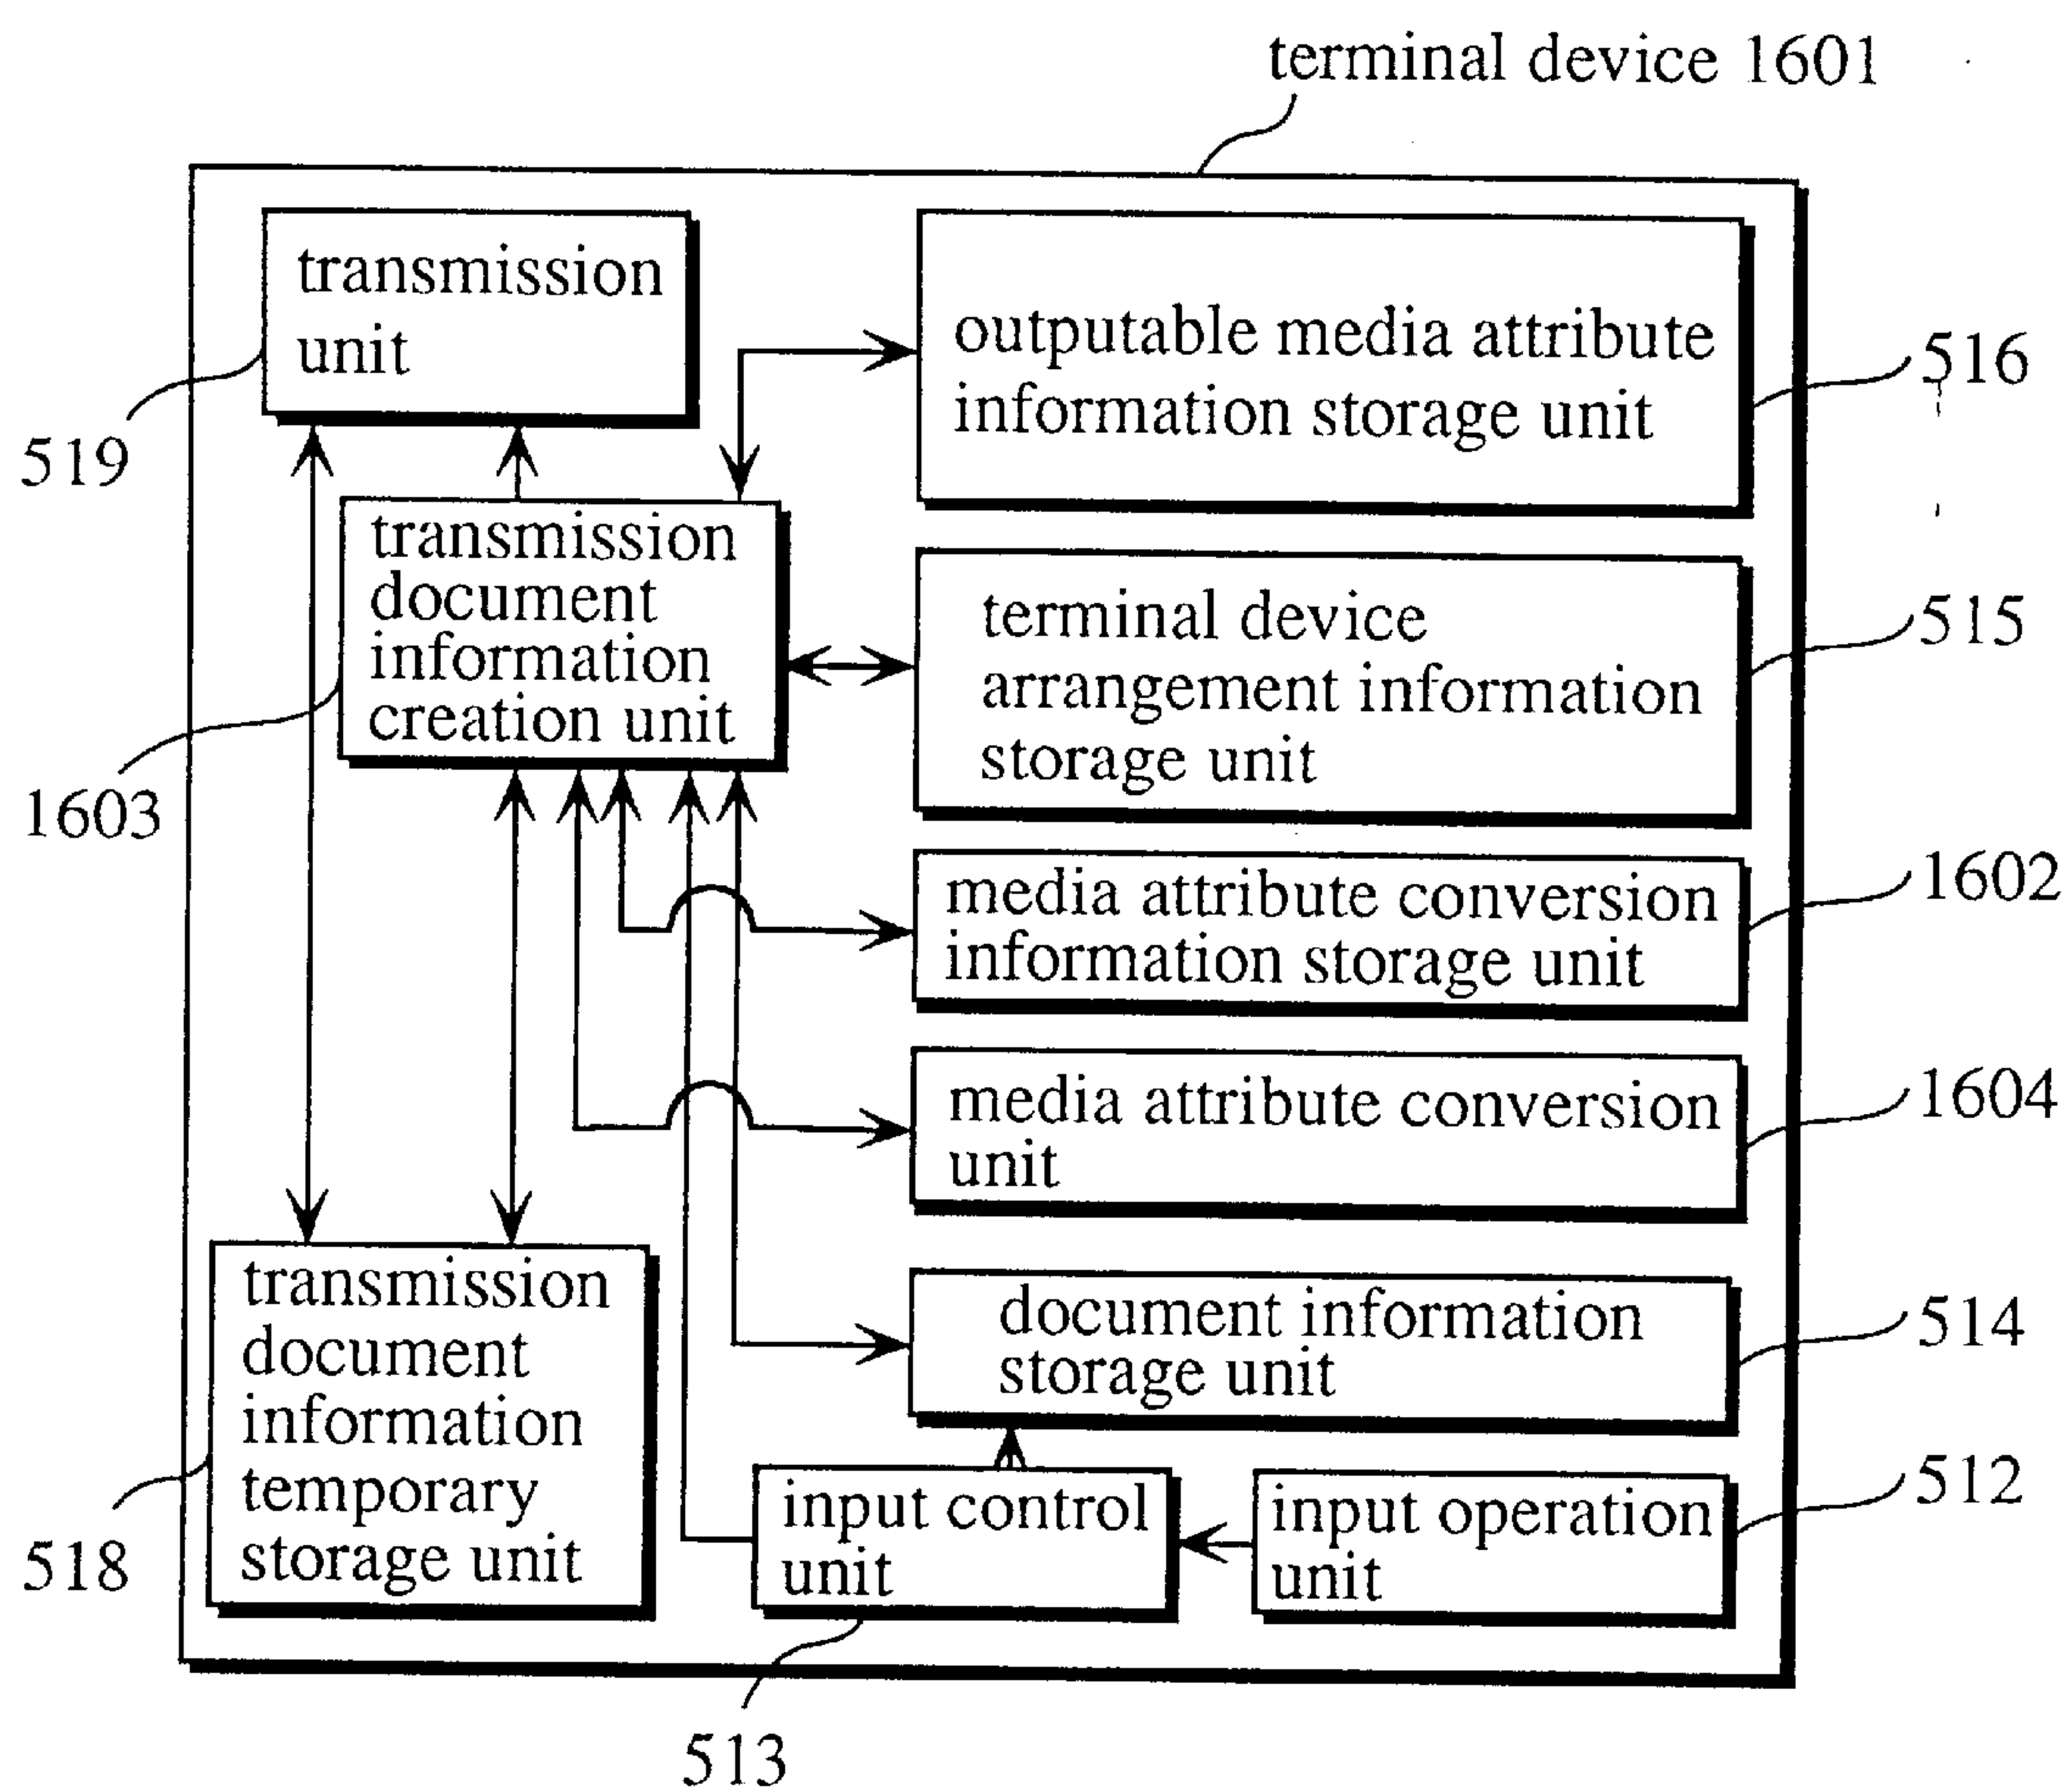 terminal device 1601
transmission
unit
519
outputable media attribute
information storage unit
516
transmission
document
information
creation unit
1603
terminal device
arrangement information
storage unit
515
media attribute conversion
information storage unit
1602
media attribute conversion
unit
1604
transmission
document
information
temporary
storage unit
518
document information
storage unit
514
input control
unit
513
input operation
unit
512